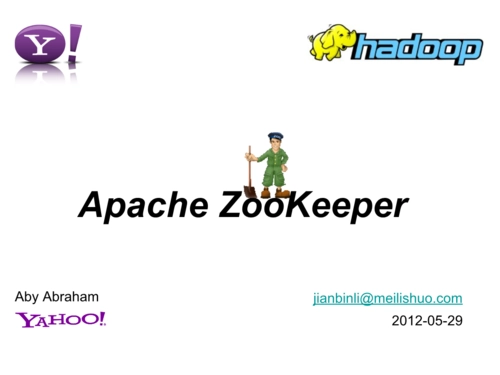 Y!
hadoop
Apache ZooKeeper
Aby Abraham
YAHOO!
jianbinli@meilishuo.com
2012-05-29